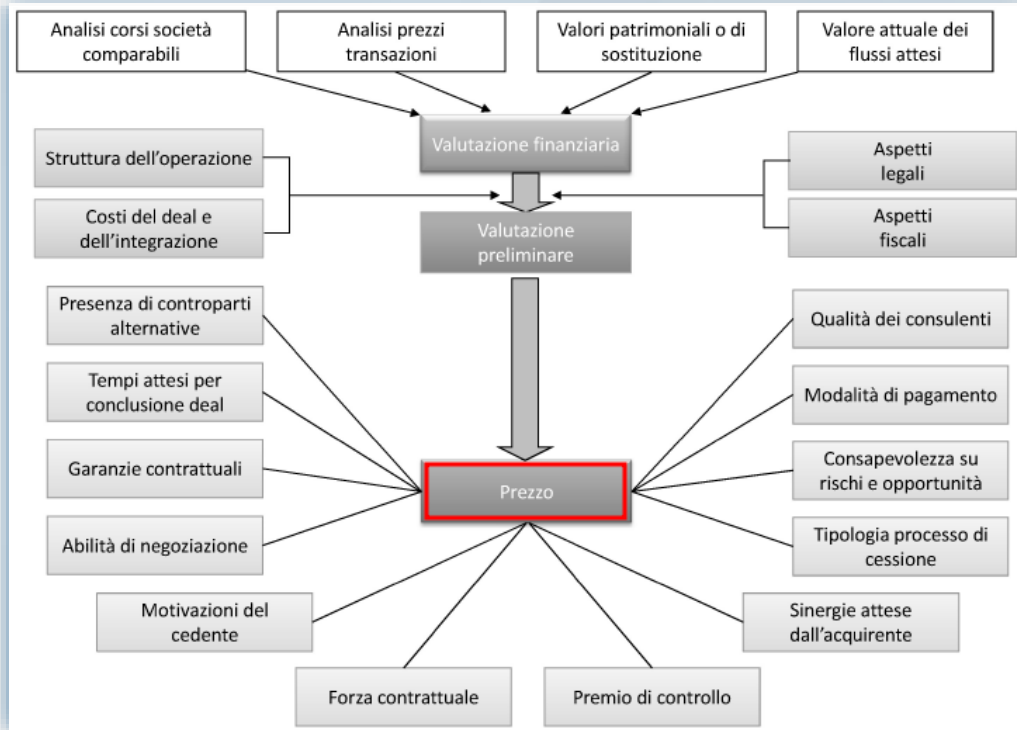 Analisi corsi società
comparabili
Analisi prezzi
transazioni
Valori patrimoniali o di
sostituzione
Valore attuale dei
flussi attesi
Valutazione finanziaria
Struttura dell'operazione
Costi del deal e
dell'integrazione
Aspetti
legali
Aspetti
fiscali
Valutazione
preliminare
Presenza di controparti
alternative
Tempi attesi per
conclusione deal
Garanzie contrattuali
Abilità di negoziazione
Motivazioni del
cedente
Forza contrattuale
Prezzo
Qualità dei consulenti
Modalità di pagamento
Consapevolezza su
rischi e opportunità
Tipologia processo di
cessione
Sinergie attese
dall'acquirente
Premio di controllo